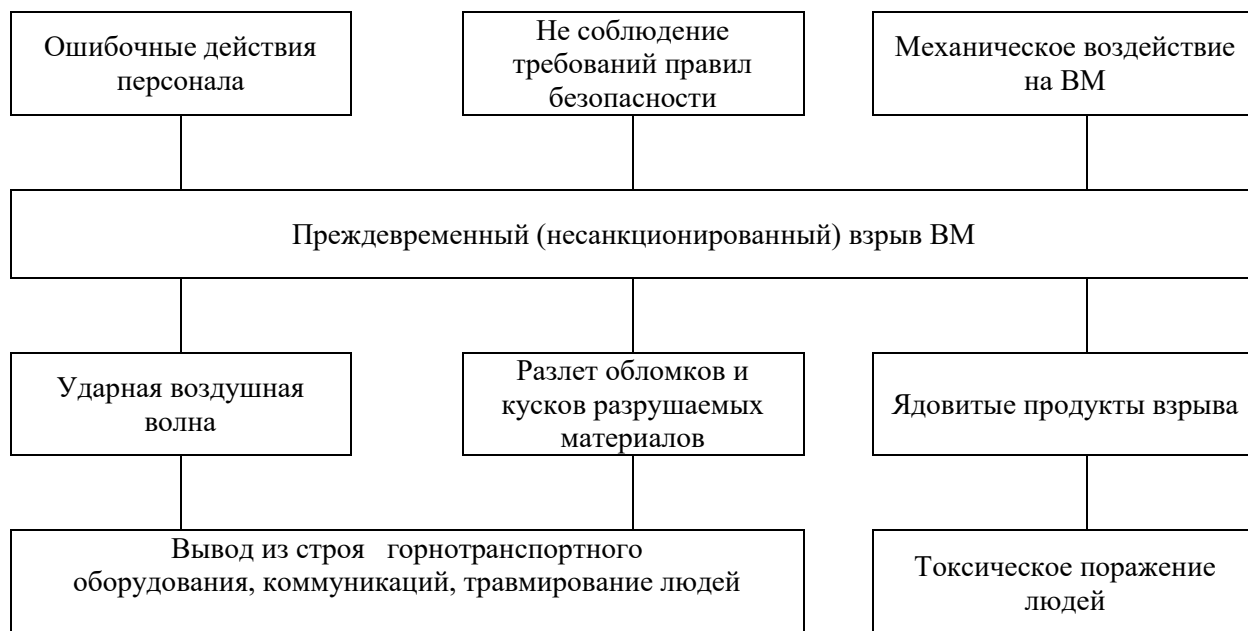 Ошибочные действия
персонала
Не соблюдение
требований правил
безопасности
Механическое воздействие
на ВМ
Преждевременный (несанкционированный) взрыв ВМ
Ударная воздушная
волна
Разлет обломков и
кусков разрушаемых
материалов
Ядовитые продукты взрыва
Вывод из строя   горнотранспортного
оборудования, коммуникаций, травмирование людей
Токсическое поражение
людей